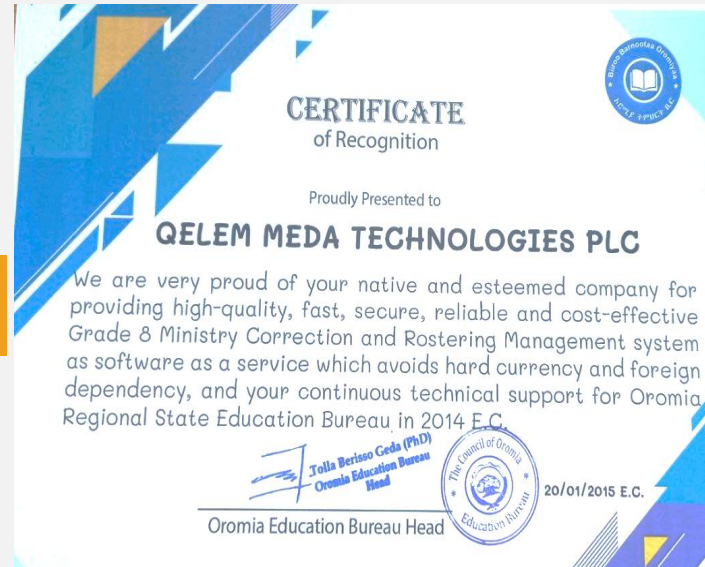 Biiroo Barnootaa Oromiyaa
CERTIFICATE
of Recognition
Proudly Presented to
QELEM MEDA TECHNOLOGIES PLC
We are very proud of your native and esteemed company for
providing high-quality, fast, secure, reliable and cost-effective
Grade 8 Ministry Correction and Rostering Management system
as software as a service which avoids hard currency and foreign
dependency, and your continuous technical support for Oromia
Regional State Education Bureau in 2014 E.C.
Tolla Berisso Geda (PhD)
Oromia Education Bureau
Head
The Council of Oromia
Education Bureau
20/01/2015 E.C.
Oromia Education Bureau Head